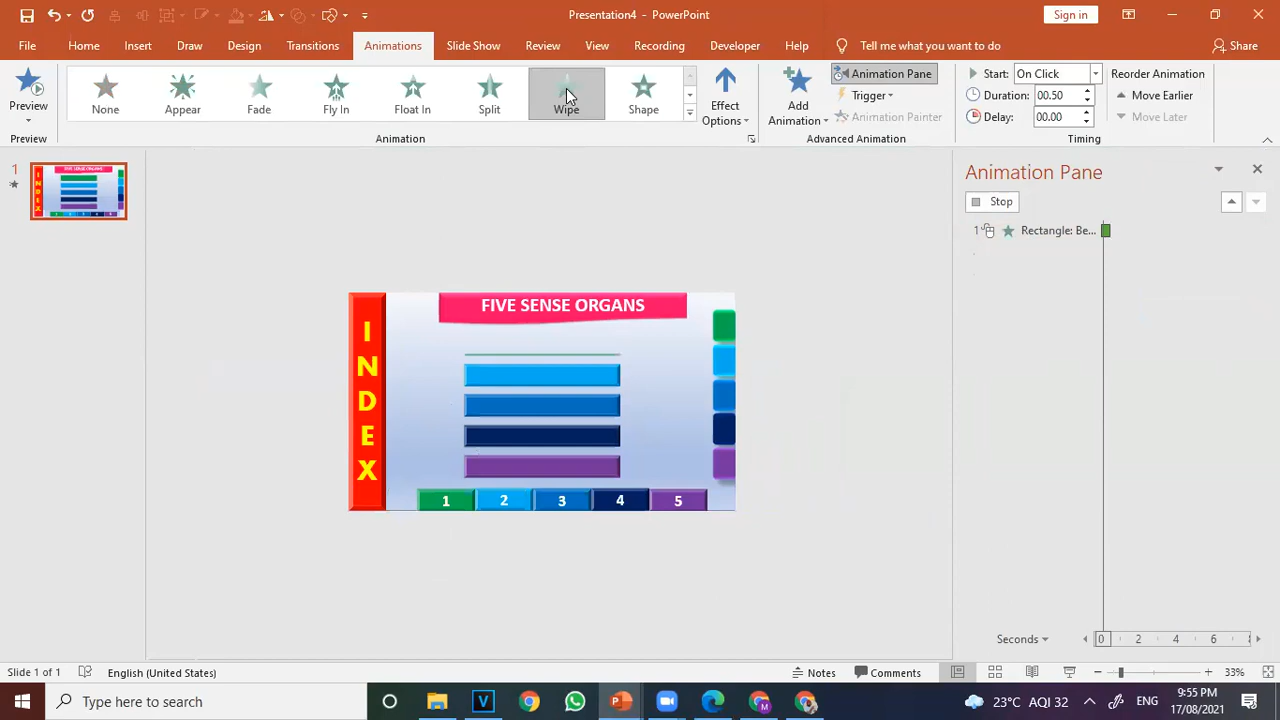 Presentation4 - PowerPoint
Sign in
File Home Insert Draw Design Transitions Animations Slide Show Review View Recording Developer Help Tell me what you want to do Share
Preview
None
Appear
Fade
Fly In
Float In
Split
Wipe
Shape
Effect
Options
Add
Animation
Animation Pane
Trigger
Animation Painter
Start: On Click
Duration: 00.50
Delay: 00.00
Reorder Animation
Move Earlier
Move Later
Preview
Animation
Advanced Animation
Timing
1
FIVE SENSE ORGANS
I
N
D
E
X
1 2 3 4 5
Animation Pane
Stop
1 Rectangle: Be...
Seconds
0 2 4 6
Slide 1 of 1
English (United States)
Notes
Comments
33%
Type here to search
23°C AQI 32
ENG
9:55 PM
17/08/2021